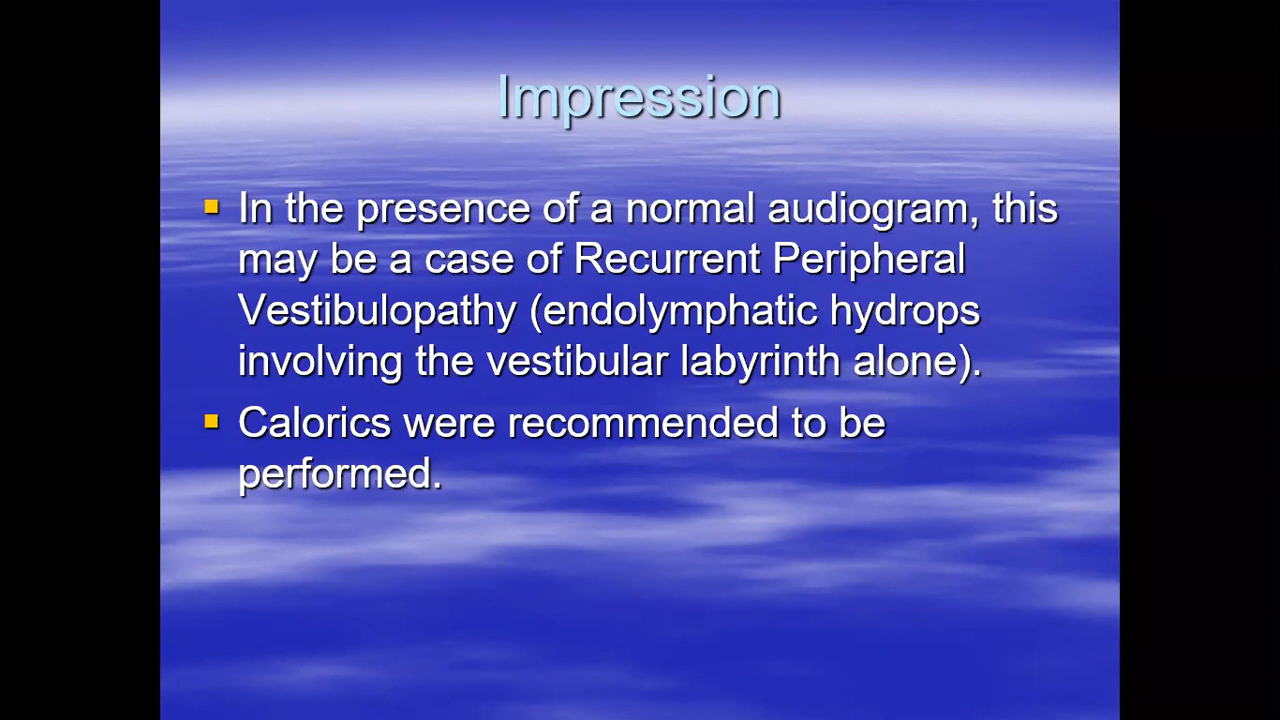 Impression
In the presence of a normal audiogram, this
may be a case of Recurrent Peripheral
Vestibulopathy (endolymphatic hydrops
involving the vestibular labyrinth alone).
Calorics were recommended to be
performed.